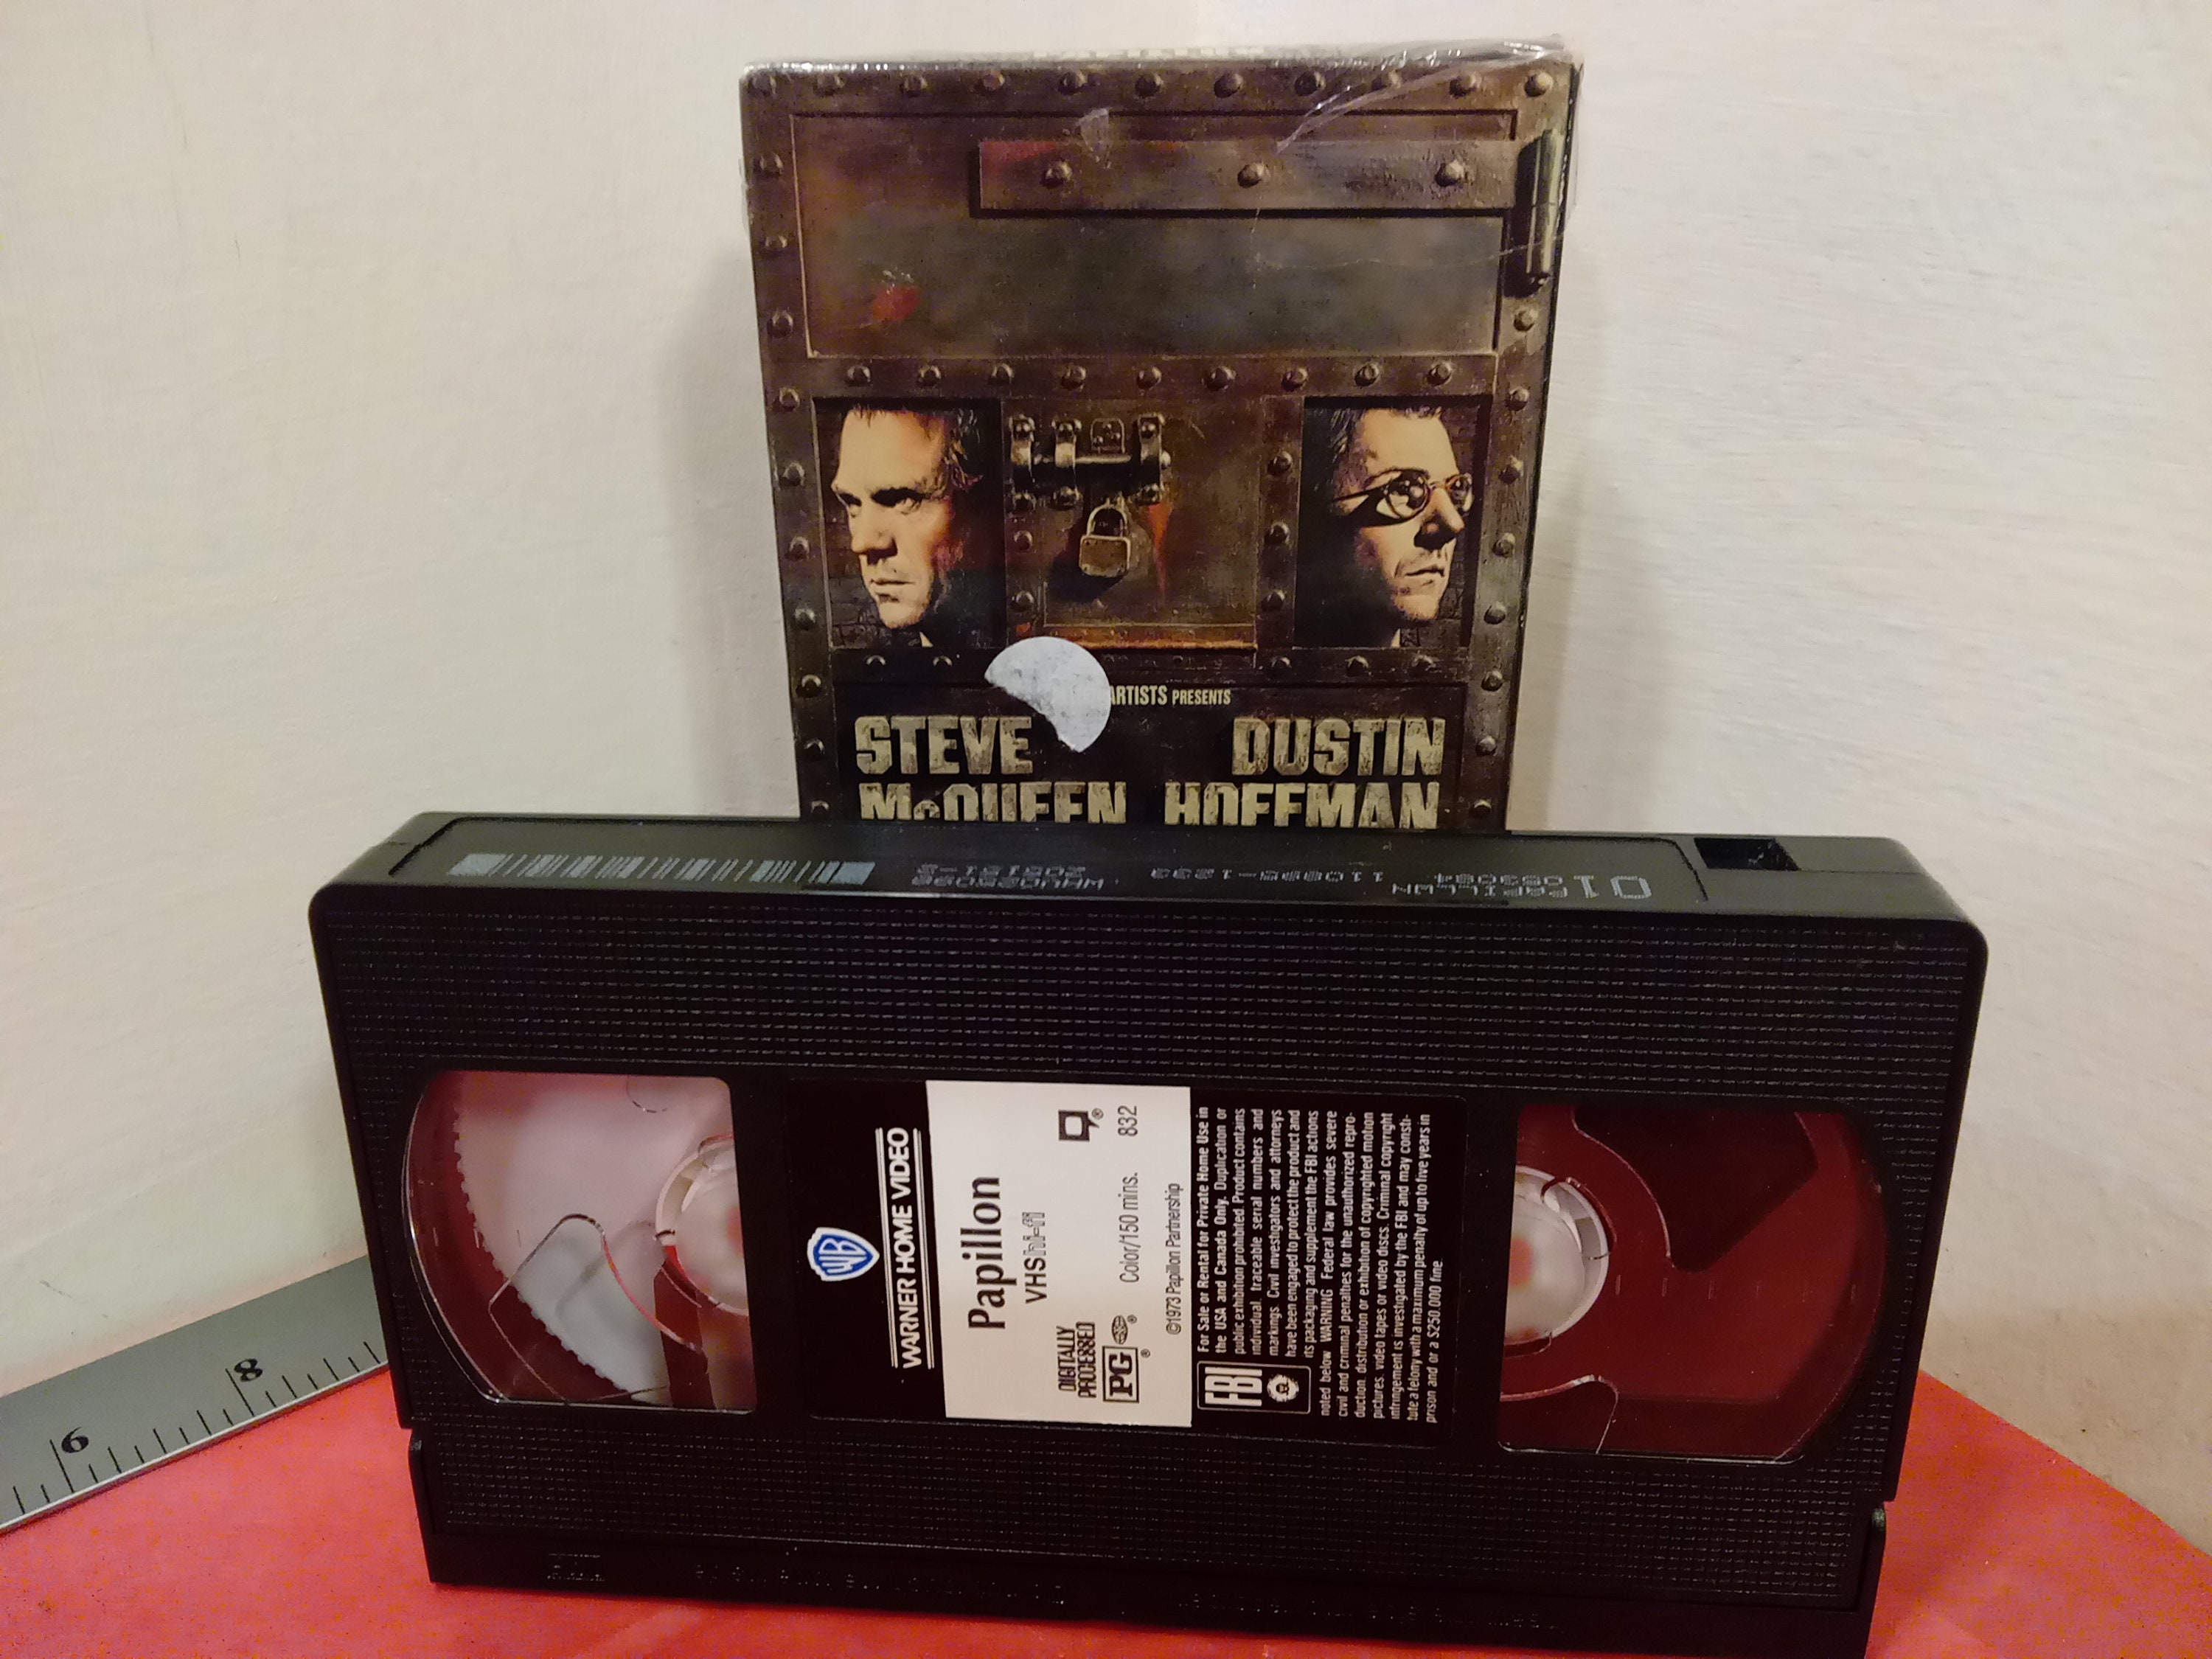 ARTISTS PRESENTS
STEVE DUSTIN
McQUEEN HOFFMAN
01
PAPILLON
WB
WARNER HOME VIDEO
Papillon
VHS hi-fi
DIGITALLY
PROCESSED
PG
Color/150 mins.
832
©1973 Papillon Partnership
FBI
For Sale or Rental for Private Home Use in
the USA and Canada Only. Duplication or
public exhibition prohibited. Product contains
individual, traceable serial numbers and
markings. Civil investigators and attorneys
have been engaged to protect the product and
its packaging and supplement the FBI actions
noted below WARNING Federal law provides severe
civil and criminal penalties for the unauthorized repro-
duction, distribution or exhibition of copyrighted motion
pictures, video tapes or video discs. Criminal copyright
infringement is investigated by the FBI and may consti-
tute a felony with a maximum penalty of up to five years in
prison and or a $250,000 fine.
8
6